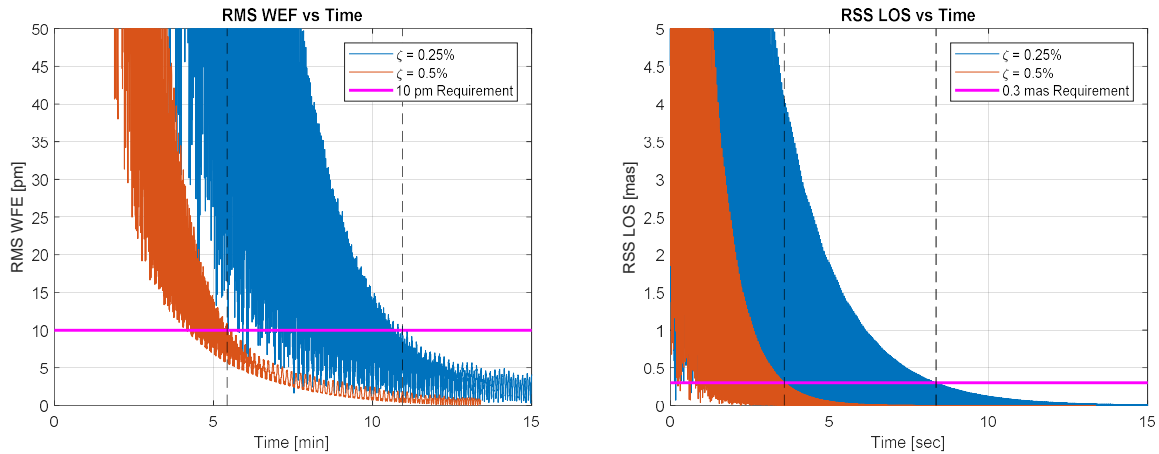 RMS WEF vs Time
50
45
40
35
30
25
20
15
10
5
0
RMS WFE [pm]
ζ = 0.25%
ζ = 0.5%
10 pm Requirement
0 5 10 15
Time [min]
RSS LOS vs Time
5
4.5
4
3.5
3
2.5
2
1.5
1
0.5
0
RSS LOS [mas]
ζ = 0.25%
ζ = 0.5%
0.3 mas Requirement
0 5 10 15
Time [sec]